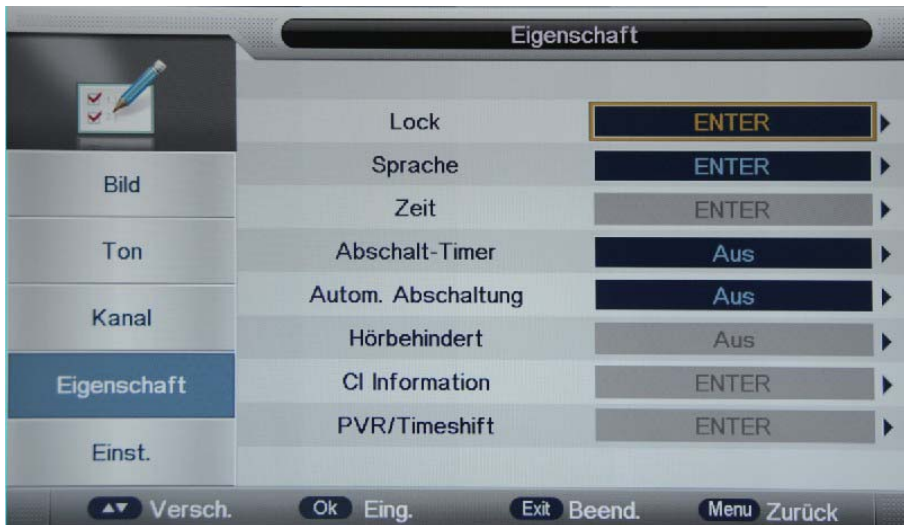 Eigenschaft
Bild
Ton
Kanal
Eigenschaft
Einst.
Lock ENTER
Sprache ENTER
Zeit ENTER
Abschalt-Timer Aus
Autom. Abschaltung Aus
Hörbehindert Aus
CI Information ENTER
PVR/Timeshift ENTER
Versch. Ok Eing. Exit Beend. Menu Zurück